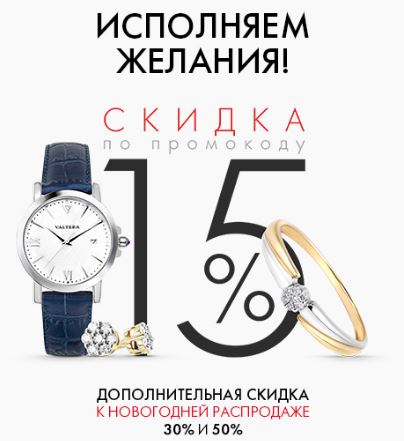 ИСПОЛНЯЕМ
ЖЕЛАНИЯ!
СКИДКА
по промокоду
15%
VALTERA
ДОПОЛНИТЕЛЬНАЯ СКИДКА
К НОВОГОДНЕЙ РАСПРОДАЖЕ
30% И 50%